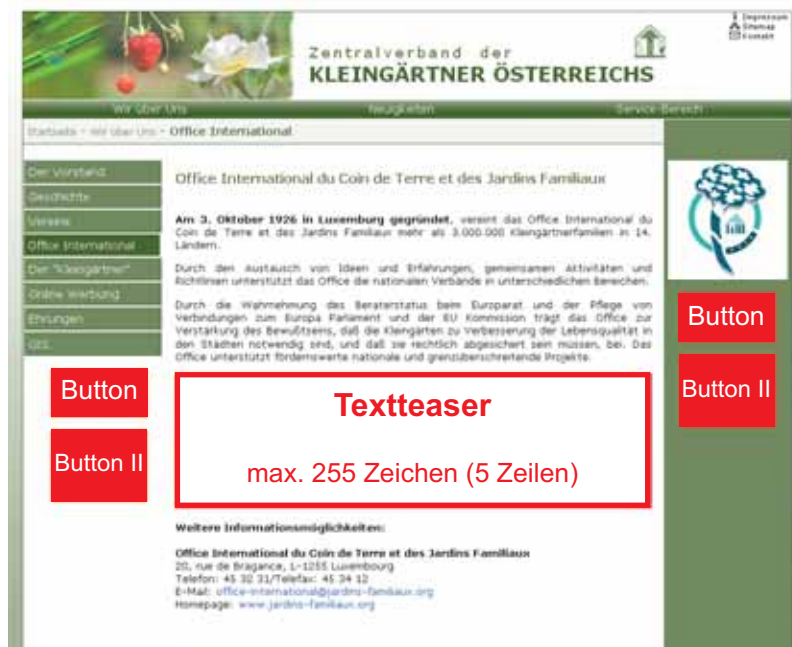 Impressum
Sitemap
Kontakt
Zentralverband der
KLEINGÄRTNER ÖSTERREICHS
Wir über Uns
Neuigkeiten
Service-Bereich
Startseite - Wir über Uns - Office International
Der Vorstand
Geschichte
Vereine
Office International
Der "Kleingärtner"
Online Werbung
Ehrungen
Office International du Coin de Terre et des Jardins Familiaux
Am 3. Oktober 1926 in Luxemburg gegründet, vereint das Office International du
Coin de Terre et des Jardins Familiaux mehr als 3.000.000 Kleingärtnerfamilien in 14.
Ländern.
Durch den Austausch von Ideen und Erfahrungen, gemeinsamen Aktivitäten und
Richtlinien unterstützt das Office die nationalen Verbände in unterschiedlichen Bereichen.
Durch die Wahrnehmung des Beraterstatus beim Europarat und der Pflege von
Verbindungen zum Europa Parlament und der EU Kommission trägt das Office zur
Verstärkung des Bewußtseins, daß die Kleingärten zu Verbesserung der Lebensqualität in
den Städten notwendig sind, und daß sie rechtlich abgesichert sein müssen, bei. Das
Office unterstützt fördernswerte nationale und grenzüberschreitende Projekte.
Button
Button II
Textteaser
max. 255 Zeichen (5 Zeilen)
Button
Button II
Weitere Informationsmöglichkeiten:
Office International du Coin de Terre et des Jardins Familiaux
20, rue de Bragance, L-1255 Luxembourg
Telefon: 45 32 31/Telefax: 45 34 12
E-Mail: office-international@jardins-familiaux.org
Homepage: www.jardins-familiaux.org